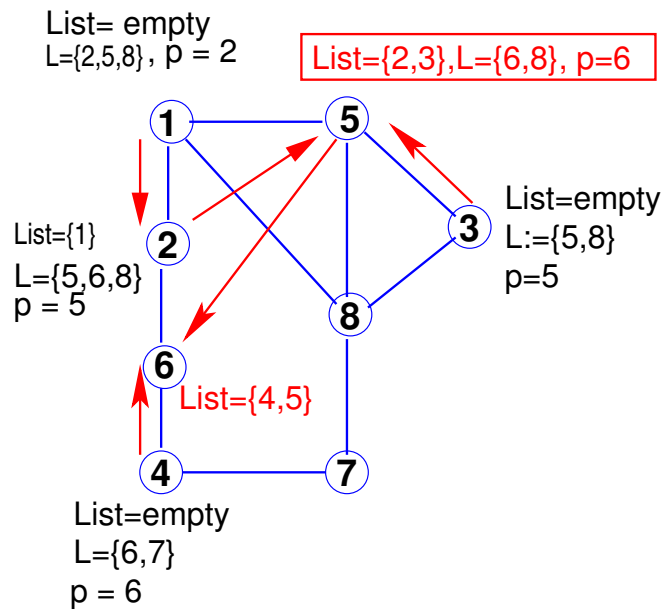 List= empty
L={2,5,8}, p = 2
List={2,3},L={6,8}, p=6
1
5
List=empty
L:={5,8}
p=5
3
List={1}
L={5,6,8}
p = 5
2
8
6
List={4,5}
4
7
List=empty
L={6,7}
p = 6